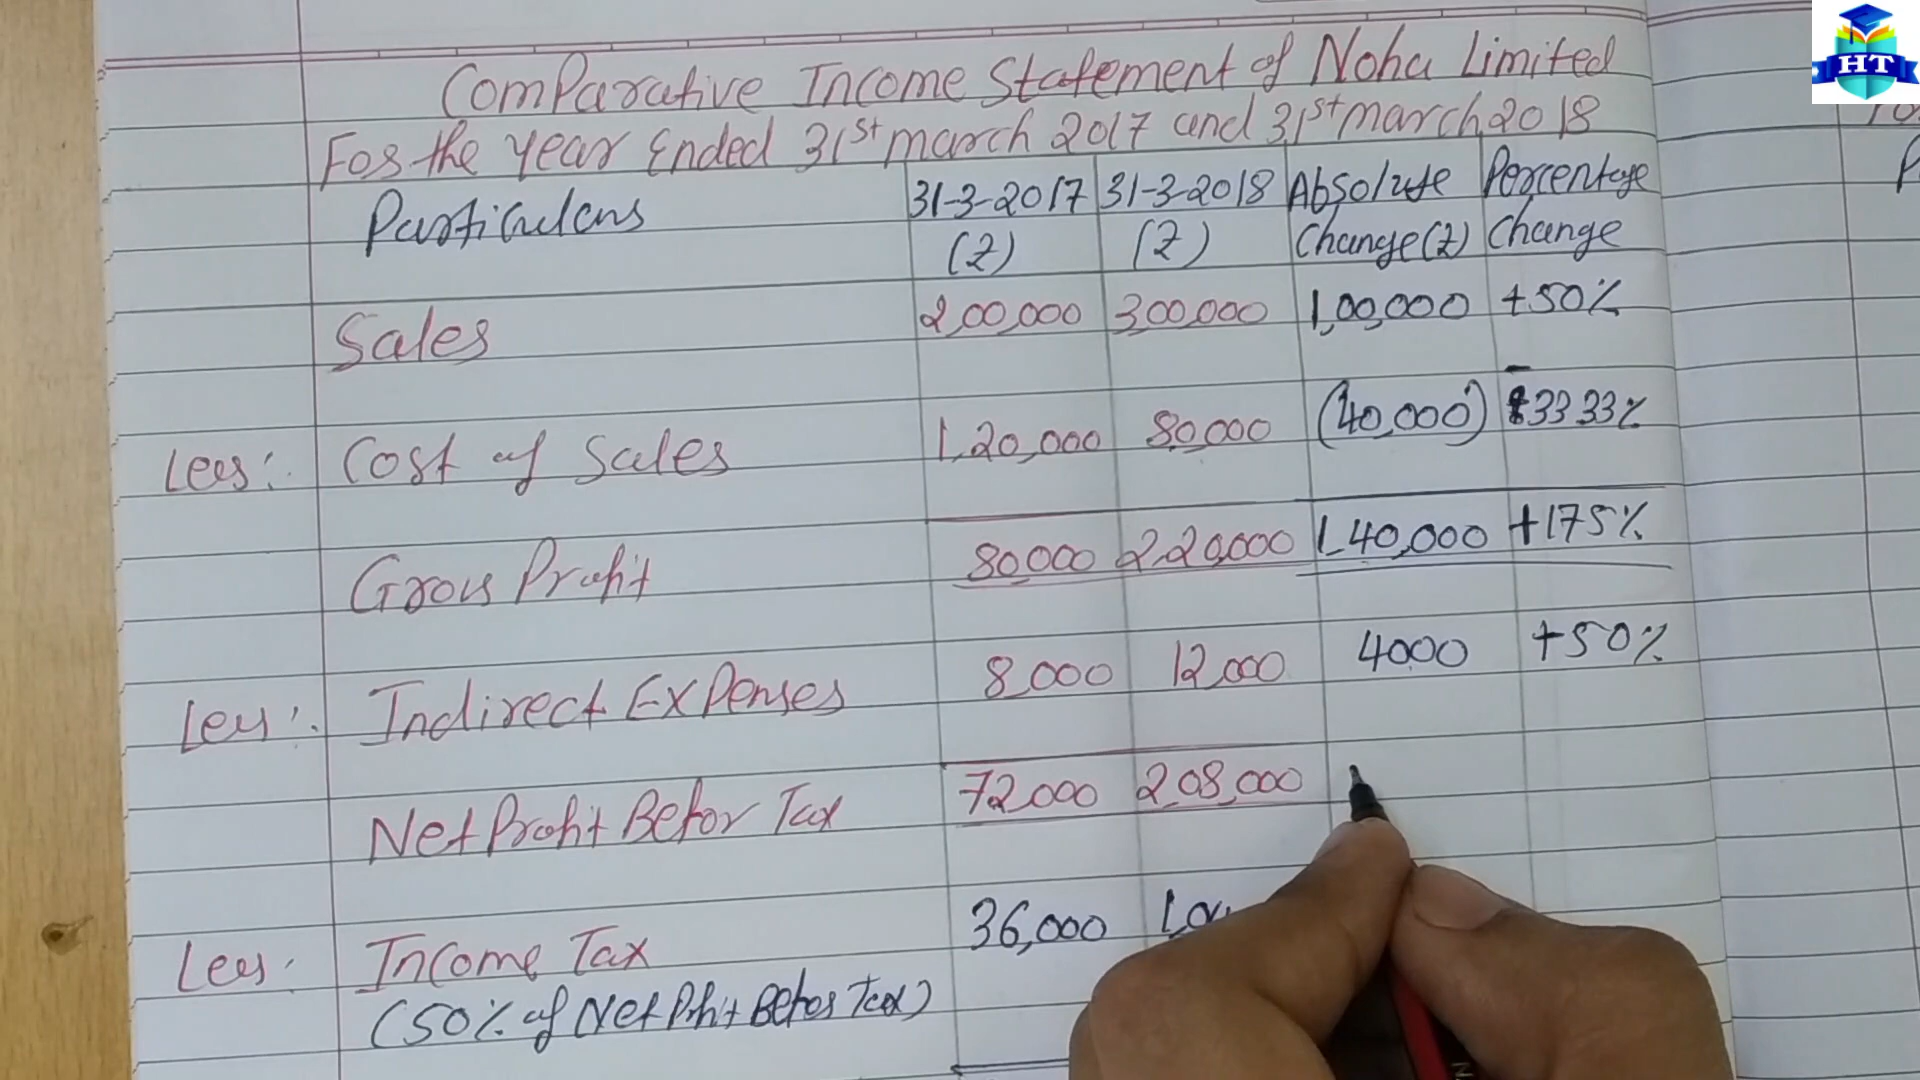 HT
Comparative Income Statement of Noha Limited
For the year Ended 31st march 2017 and 31st march, 2018
Particulars 31-3-2017 (₹) 31-3-2018 (₹) Absolute Change (₹) Percentage Change
Sales 2,00,000 3,00,000 1,00,000 +50%
Less: Cost of Sales 1,20,000 80,000 (40,000) -33.33%
Gross Profit 80,000 2,20,000 1,40,000 +175%
Less: Indirect Expenses 8,000 12,000 4000 +50%
Net Profit Befor Tax 72000 2,08,000
Less: Income Tax 36,000
(50% of Net Profit Before Tax)